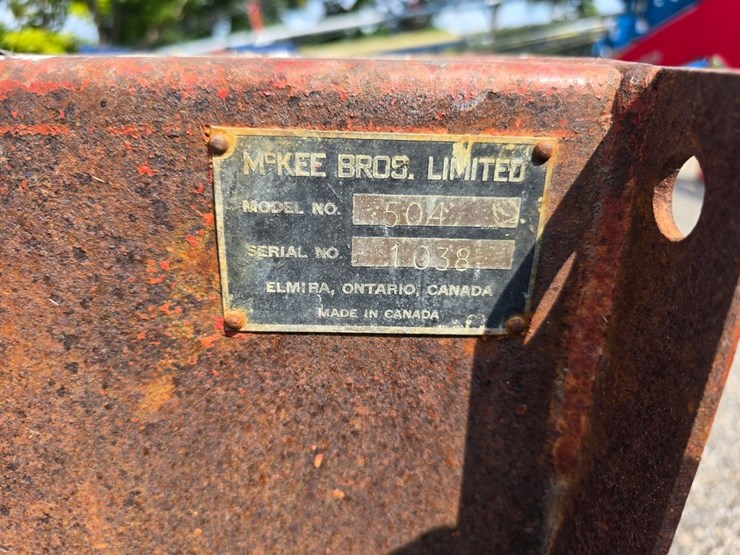 McKEE BROS. LIMITED
MODEL NO. 504
SERIAL NO 1038
ELMIRA, ONTARIO, CANADA
MADE IN CANADA